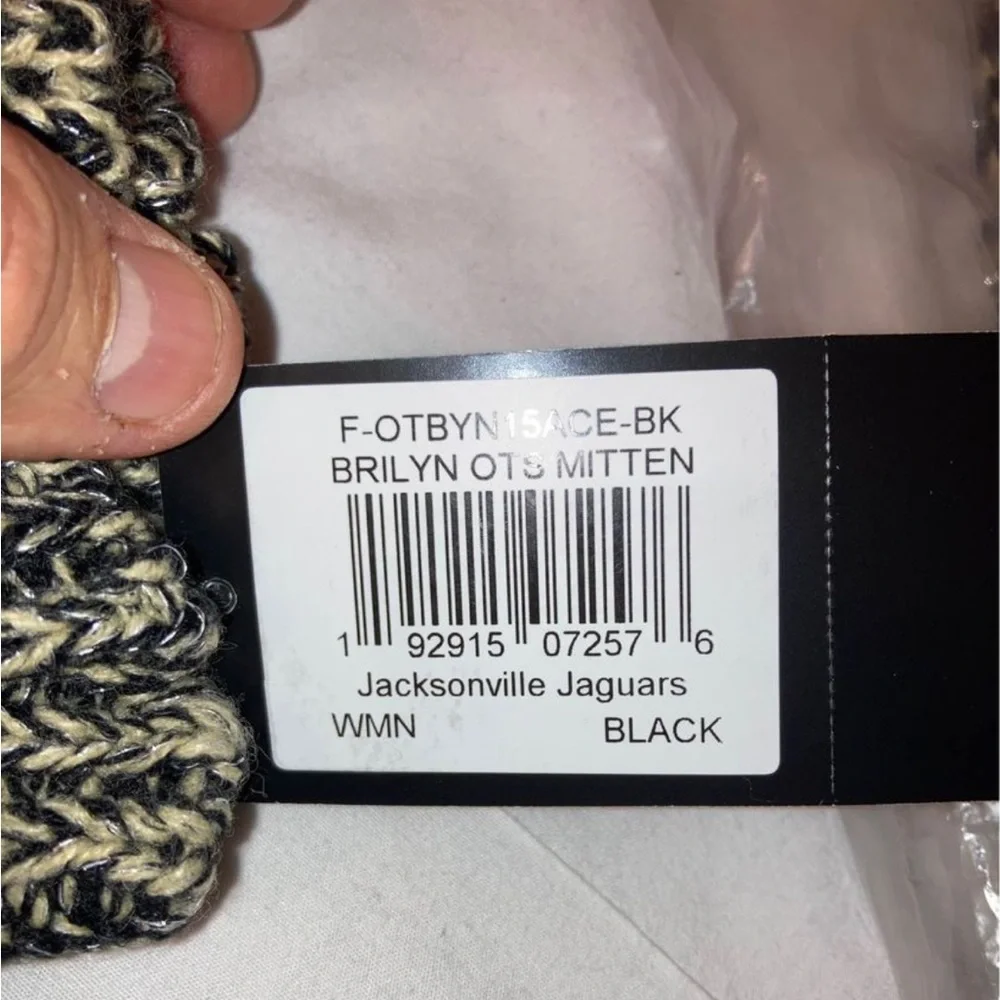 F-OTBYN15ACE-BK
BRILYN OTS MITTEN
1 92915 07257 6
Jacksonville Jaguars
WMN BLACK